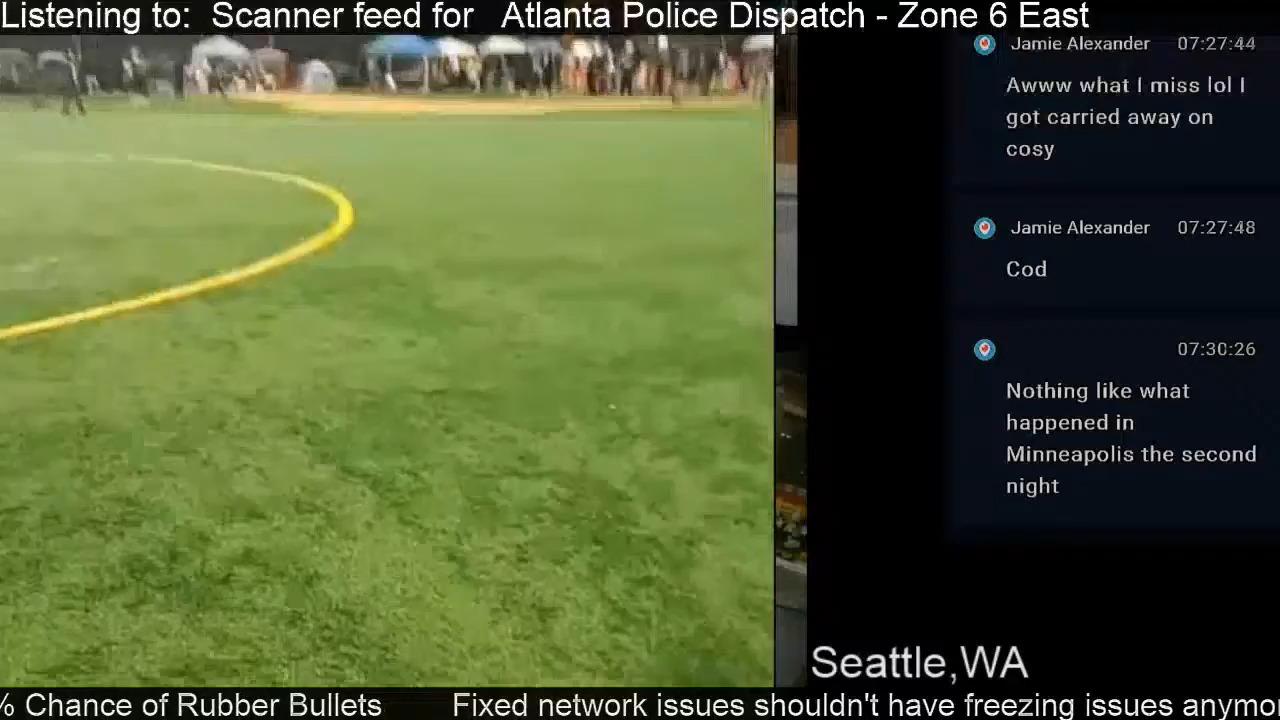 Listening to:  Scanner feed for   Atlanta Police Dispatch - Zone 6 East
Jamie Alexander 07:27:44
Awww what I miss lol I
got carried away on
cosy
Jamie Alexander 07:27:48
Cod
07:30:26
Nothing like what
happened in
Minneapolis the second
night
Seattle,WA
% Chance of Rubber Bullets Fixed network issues shouldn't have freezing issues anymo